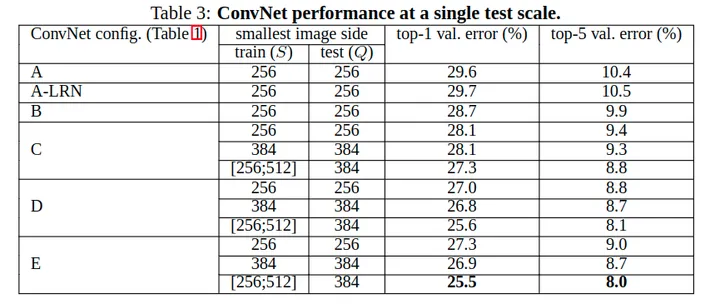 Table 3: ConvNet performance at a single test scale.
ConvNet config. (Table 1) smallest image side top-1 val. error (%) top-5 val. error (%)
train (S) test (Q)
A 256 256 29.6 10.4
A-LRN 256 256 29.7 10.5
B 256 256 28.7 9.9
256 256 28.1 9.4
C 384 384 28.1 9.3
[256;512] 384 27.3 8.8
256 256 27.0 8.8
D 384 384 26.8 8.7
[256;512] 384 25.6 8.1
256 256 27.3 9.0
E 384 384 26.9 8.7
[256;512] 384 25.5 8.0